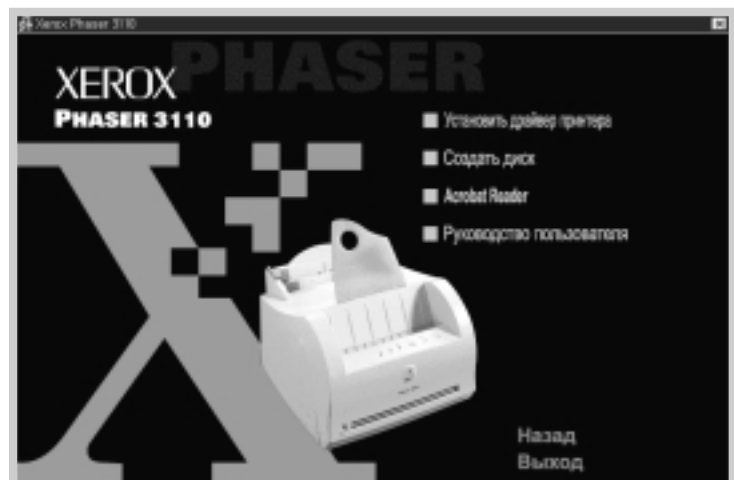 Xerox Phaser 3110
PHASER
XEROX
PHASER 3110
Установить драйвер принтера
Создать диск
Acrobat Reader
Руководство пользователя
Назад
Выход